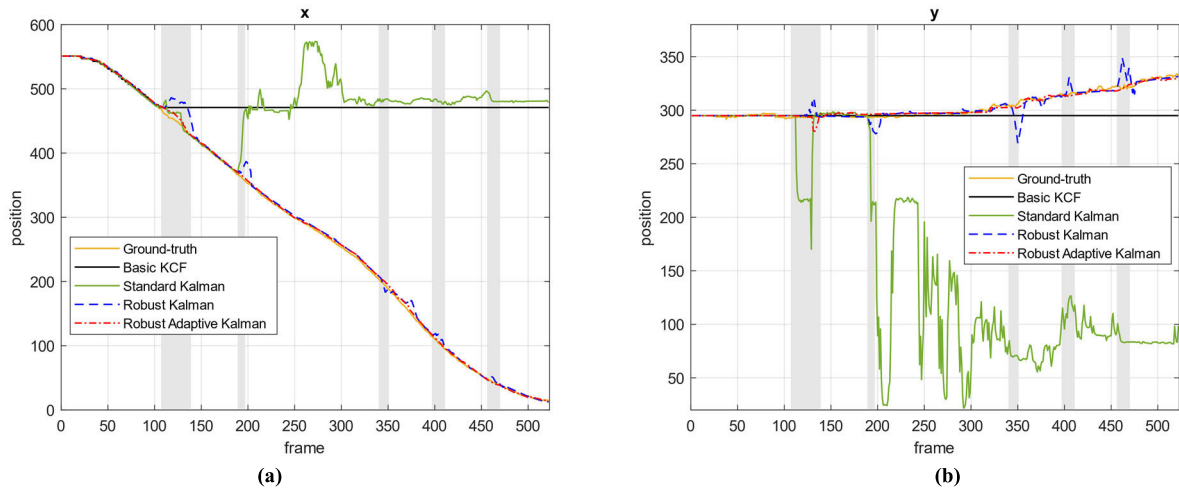 x
600
500
400
300
200
100
0
position
Ground-truth
Basic KCF
Standard Kalman
Robust Kalman
Robust Adaptive Kalman
0 50 100 150 200 250 300 350 400 450 500
frame
(a)
y
350
300
250
200
150
100
50
position
Ground-truth
Basic KCF
Standard Kalman
Robust Kalman
Robust Adaptive Kalman
0 50 100 150 200 250 300 350 400 450 500
frame
(b)